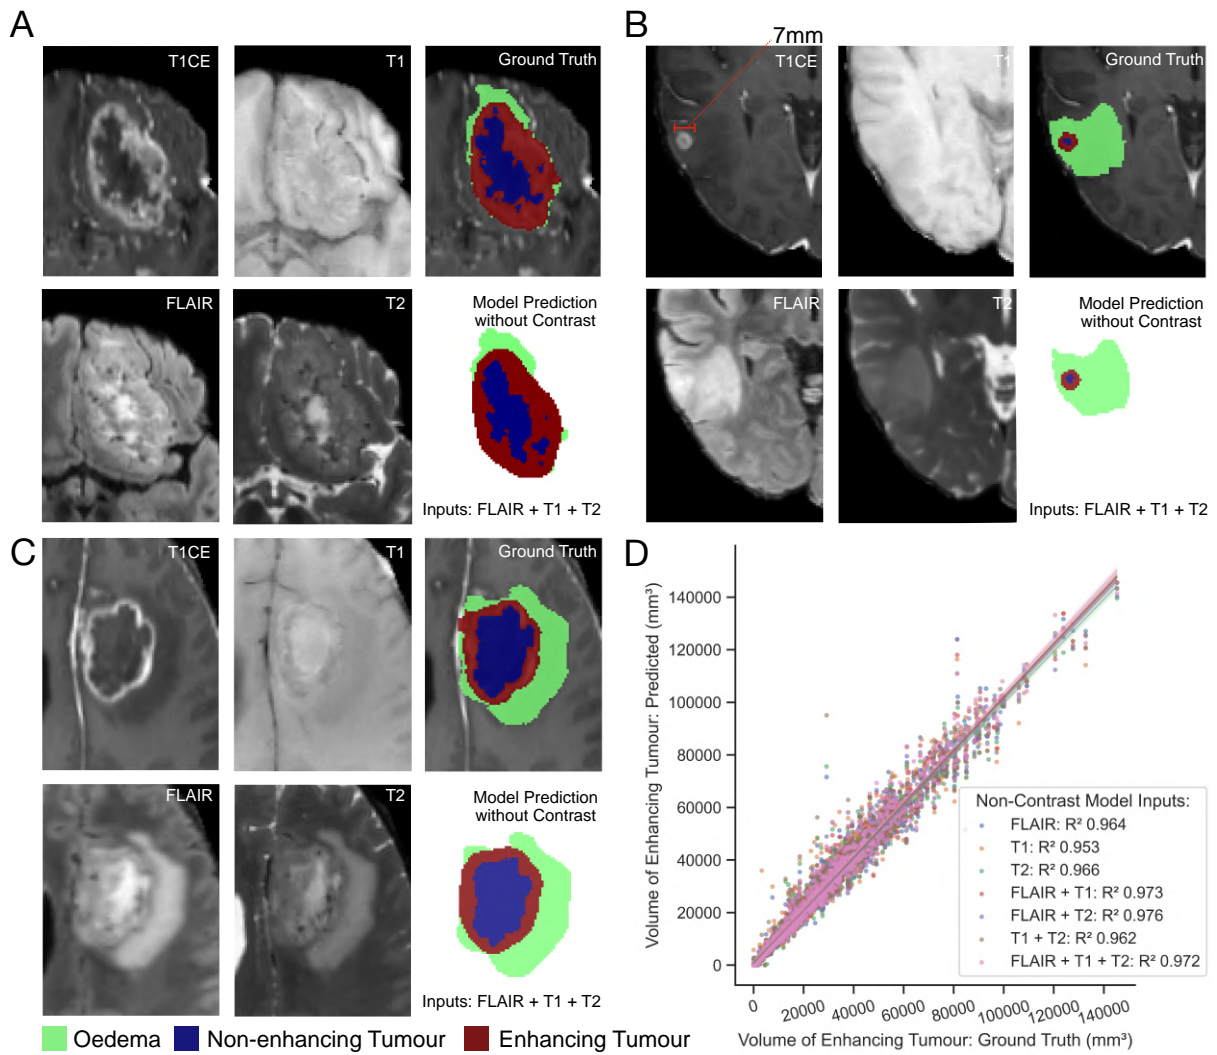 A
T1CE
T1
Ground Truth
FLAIR
T2
Model Prediction
without Contrast
Inputs: FLAIR + T1 + T2
B
7mm
T1CE
T1
Ground Truth
FLAIR
T2
Model Prediction
without Contrast
Inputs: FLAIR + T1 + T2
C
T1CE
T1
Ground Truth
FLAIR
T2
Model Prediction
without Contrast
Inputs: FLAIR + T1 + T2
Oedema
Non-enhancing Tumour
Enhancing Tumour
D
Volume of Enhancing Tumour: Predicted (mm³)
140000
120000
100000
80000
60000
40000
20000
0
Non-Contrast Model Inputs:
FLAIR: R² 0.964
T1: R² 0.953
T2: R² 0.966
FLAIR + T1: R² 0.973
FLAIR + T2: R² 0.976
T1 + T2: R² 0.962
FLAIR + T1 + T2: R² 0.972
0
20000
40000
60000
80000
100000
120000
140000
Volume of Enhancing Tumour: Ground Truth (mm³)